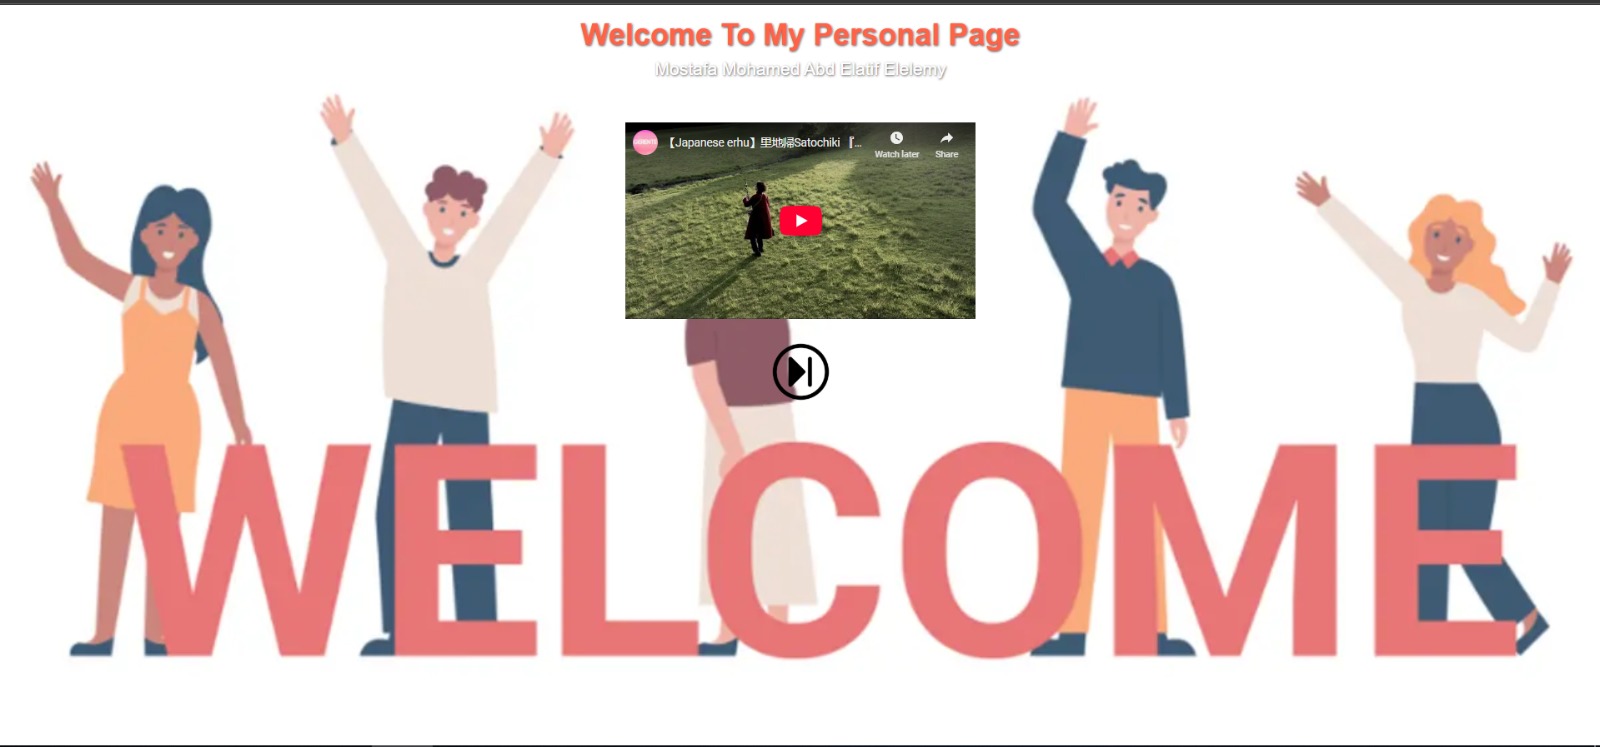 Welcome To My Personal Page
Mostafa Mohamed Abd Elatif Elelemy
【Japanese erhu】里地帰Satochiki 『...
Watch later
Share
WELCOME